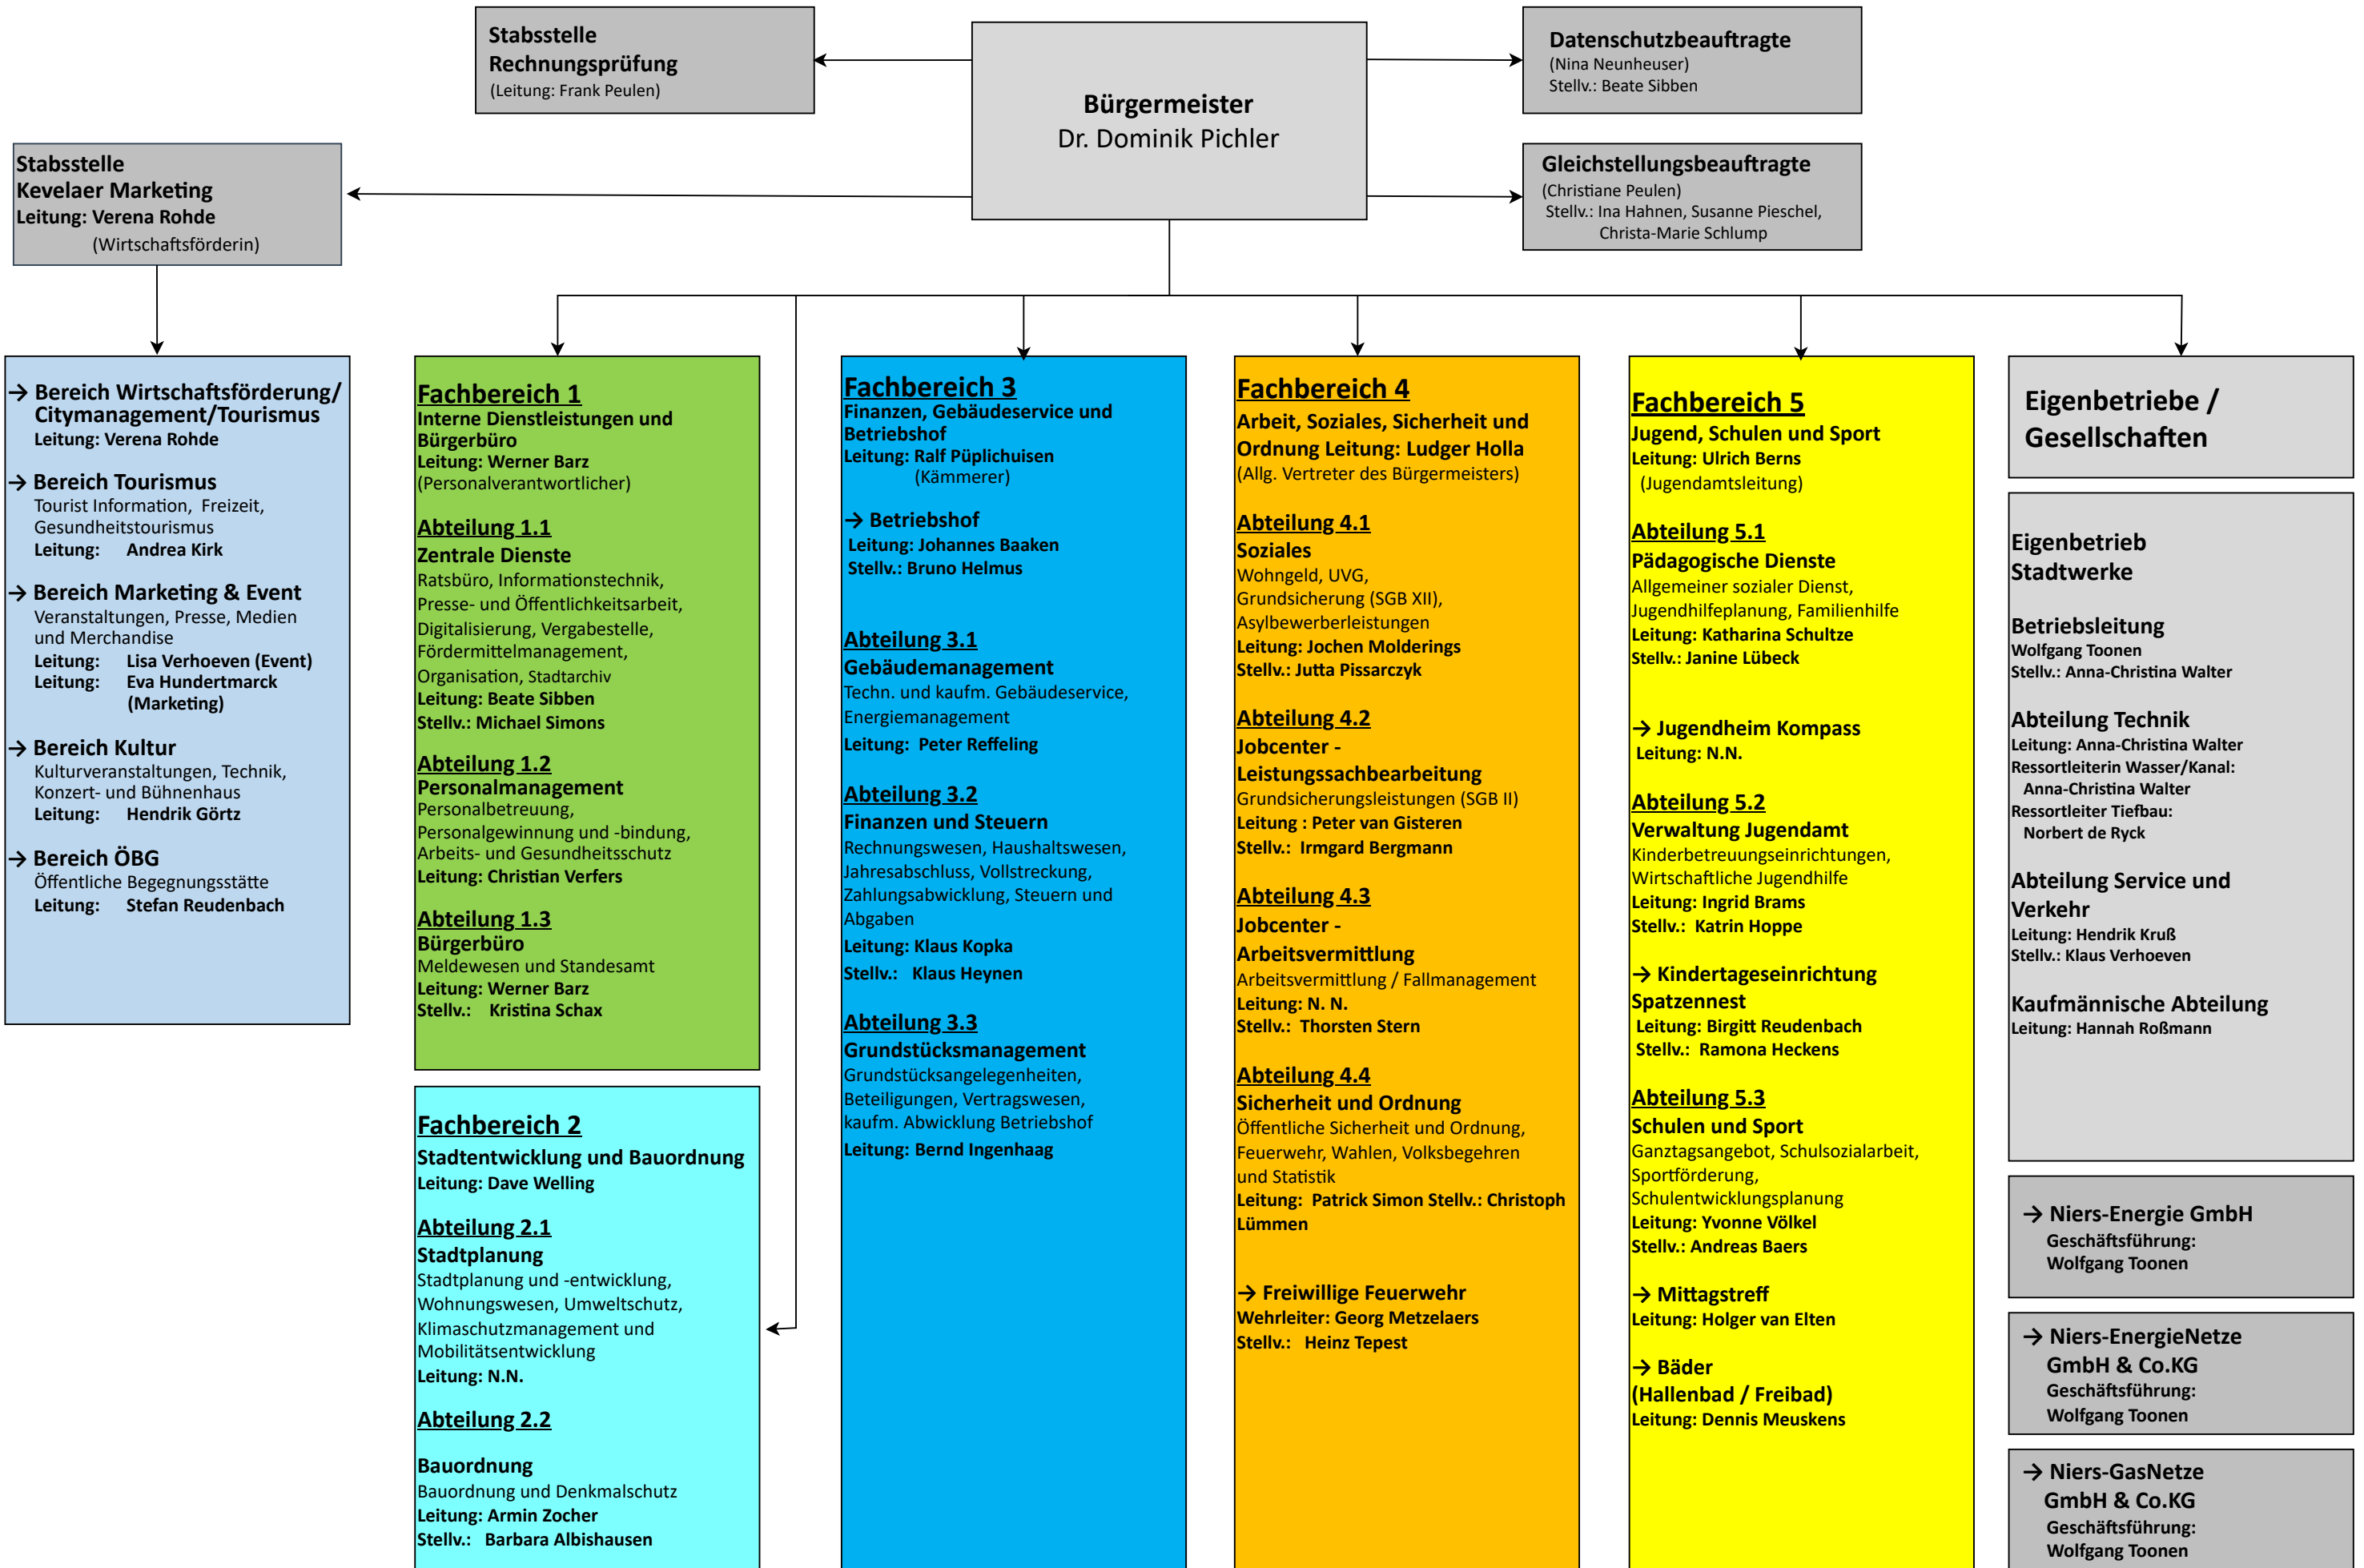 Stabsstelle
Rechnungsprüfung
(Leitung: Frank Peulen)
Bürgermeister
Dr. Dominik Pichler
Datenschutzbeauftragte
(Nina Neunheuser)
Stellv.: Beate Sibben
Stabsstelle
Kevelaer Marketing
Leitung: Verena Rohde
(Wirtschaftsförderin)
Gleichstellungsbeauftragte
(Christiane Peulen)
Stellv.: Ina Hahnen, Susanne Pieschel,
Christa-Marie Schlump
→ Bereich Wirtschaftsförderung/
Citymanagement/Tourismus
Leitung: Verena Rohde
→ Bereich Tourismus
Tourist Information, Freizeit,
Gesundheitstourismus
Leitung: Andrea Kirk
→ Bereich Marketing & Event
Veranstaltungen, Presse, Medien
und Merchandise
Leitung: Lisa Verhoeven (Event)
Leitung: Eva Hundertmarck
(Marketing)
→ Bereich Kultur
Kulturveranstaltungen, Technik,
Konzert- und Bühnenhaus
Leitung: Hendrik Görtz
→ Bereich ÖBG
Öffentliche Begegnungsstätte
Leitung: Stefan Reudenbach
Fachbereich 1
Interne Dienstleistungen und
Bürgerbüro
Leitung: Werner Barz
(Personalverantwortlicher)
Abteilung 1.1
Zentrale Dienste
Ratsbüro, Informationstechnik,
Presse- und Öffentlichkeitsarbeit,
Digitalisierung, Vergabestelle,
Fördermittelmanagement,
Organisation, Stadtarchiv
Leitung: Beate Sibben
Stellv.: Michael Simons
Abteilung 1.2
Personalmanagement
Personalbetreuung,
Personalgewinnung und -bindung,
Arbeits- und Gesundheitsschutz
Leitung: Christian Verfers
Abteilung 1.3
Bürgerbüro
Meldewesen und Standesamt
Leitung: Werner Barz
Stellv.: Kristina Schax
Fachbereich 2
Stadtentwicklung und Bauordnung
Leitung: Dave Welling
Abteilung 2.1
Stadtplanung
Stadtplanung und -entwicklung,
Wohnungswesen, Umweltschutz,
Klimaschutzmanagement und
Mobilitätsentwicklung
Leitung: N.N.
Abteilung 2.2
Bauordnung
Bauordnung und Denkmalschutz
Leitung: Armin Zocher
Stellv.: Barbara Albishausen
Fachbereich 3
Finanzen, Gebäudeservice und
Betriebshof
Leitung: Ralf Püplichuisen
(Kämmerer)
→ Betriebshof
Leitung: Johannes Baaken
Stellv.: Bruno Helmus
Abteilung 3.1
Gebäudemanagement
Techn. und kaufm. Gebäudeservice,
Energiemanagement
Leitung: Peter Reffeling
Abteilung 3.2
Finanzen und Steuern
Rechnungswesen, Haushaltswesen,
Jahresabschluss, Vollstreckung,
Zahlungsabwicklung, Steuern und
Abgaben
Leitung: Klaus Kopka
Stellv.: Klaus Heynen
Abteilung 3.3
Grundstücksmanagement
Grundstücksangelegenheiten,
Beteiligungen, Vertragswesen,
kaufm. Abwicklung Betriebshof
Leitung: Bernd Ingenhaag
Fachbereich 4
Arbeit, Soziales, Sicherheit und
Ordnung Leitung: Ludger Holla
(Allg. Vertreter des Bürgermeisters)
Abteilung 4.1
Soziales
Wohngeld, UVG,
Grundsicherung (SGB XII),
Asylbewerberleistungen
Leitung: Jochen Molderings
Stellv.: Jutta Pissarczyk
Abteilung 4.2
Jobcenter -
Leistungssachbearbeitung
Grundsicherungsleistungen (SGB II)
Leitung : Peter van Gisteren
Stellv.: Irmgard Bergmann
Abteilung 4.3
Jobcenter -
Arbeitsvermittlung
Arbeitsvermittlung / Fallmanagement
Leitung: N. N.
Stellv.: Thorsten Stern
Abteilung 4.4
Sicherheit und Ordnung
Öffentliche Sicherheit und Ordnung,
Feuerwehr, Wahlen, Volksbegehren
und Statistik
Leitung: Patrick Simon Stellv.: Christoph
Lümmen
→ Freiwillige Feuerwehr
Wehrleiter: Georg Metzelaers
Stellv.: Heinz Tepest
Fachbereich 5
Jugend, Schulen und Sport
Leitung: Ulrich Berns
(Jugendamtsleitung)
Abteilung 5.1
Pädagogische Dienste
Allgemeiner sozialer Dienst,
Jugendhilfeplanung, Familienhilfe
Leitung: Katharina Schultze
Stellv.: Janine Lübeck
→ Jugendheim Kompass
Leitung: N.N.
Abteilung 5.2
Verwaltung Jugendamt
Kinderbetreuungseinrichtungen,
Wirtschaftliche Jugendhilfe
Leitung: Ingrid Brams
Stellv.: Katrin Hoppe
→ Kindertageseinrichtung
Spatzennest
Leitung: Birgitt Reudenbach
Stellv.: Ramona Heckens
Abteilung 5.3
Schulen und Sport
Ganztagsangebot, Schulsozialarbeit,
Sportförderung,
Schulentwicklungsplanung
Leitung: Yvonne Völkel
Stellv.: Andreas Baers
→ Mittagstreff
Leitung: Holger van Elten
→ Bäder
(Hallenbad / Freibad)
Leitung: Dennis Meuskens
Eigenbetriebe /
Gesellschaften
Eigenbetrieb
Stadtwerke
Betriebsleitung
Wolfgang Toonen
Stellv.: Anna-Christina Walter
Abteilung Technik
Leitung: Anna-Christina Walter
Ressortleiterin Wasser/Kanal:
Anna-Christina Walter
Ressortleiter Tiefbau:
Norbert de Ryck
Abteilung Service und
Verkehr
Leitung: Hendrik Kruß
Stellv.: Klaus Verhoeven
Kaufmännische Abteilung
Leitung: Hannah Roßmann
→ Niers-Energie GmbH
Geschäftsführung:
Wolfgang Toonen
→ Niers-EnergieNetze
GmbH & Co.KG
Geschäftsführung:
Wolfgang Toonen
→ Niers-GasNetze
GmbH & Co.KG
Geschäftsführung:
Wolfgang Toonen